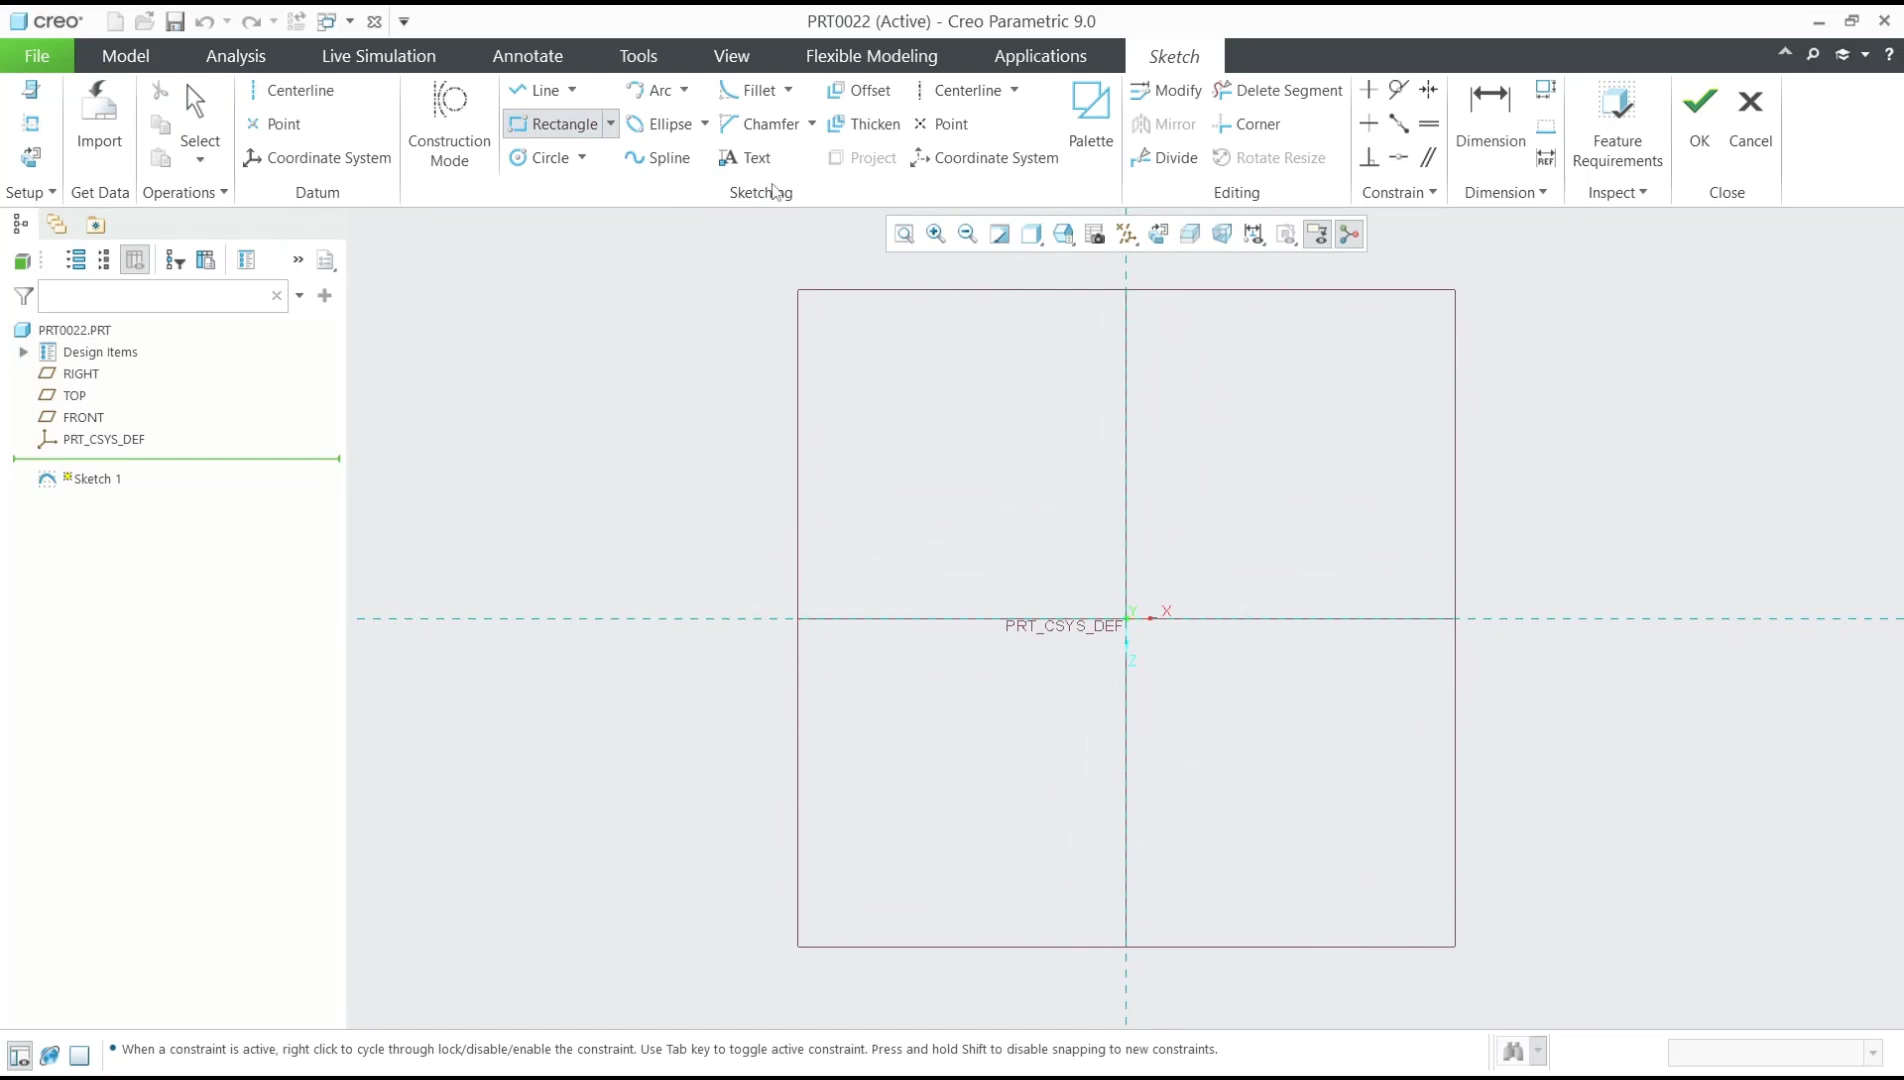 creo
PRT0022 (Active) - Creo Parametric 9.0
File Model Analysis Live Simulation Annotate Tools View Flexible Modeling Applications Sketch
Centerline Line Arc Fillet Offset Centerline Modify Delete Segment
Point Rectangle Ellipse Chamfer Thicken Point Mirror Corner
Import Select Construction Mode Palette Dimension Feature Requirements OK Cancel
Coordinate System Circle Spline Text Project Coordinate System Divide Rotate Resize
REF
Setup Get Data Operations Datum Sketching Editing Constrain Dimension Inspect Close
PRT0022.PRT
Design Items
RIGHT
TOP
FRONT
PRT_CSYS_DEF
Sketch 1
Y X
PRT_CSYS_DEF
Z
When a constraint is active, right click to cycle through lock/disable/enable the constraint. Use Tab key to toggle active constraint. Press and hold Shift to disable snapping to new constraints.